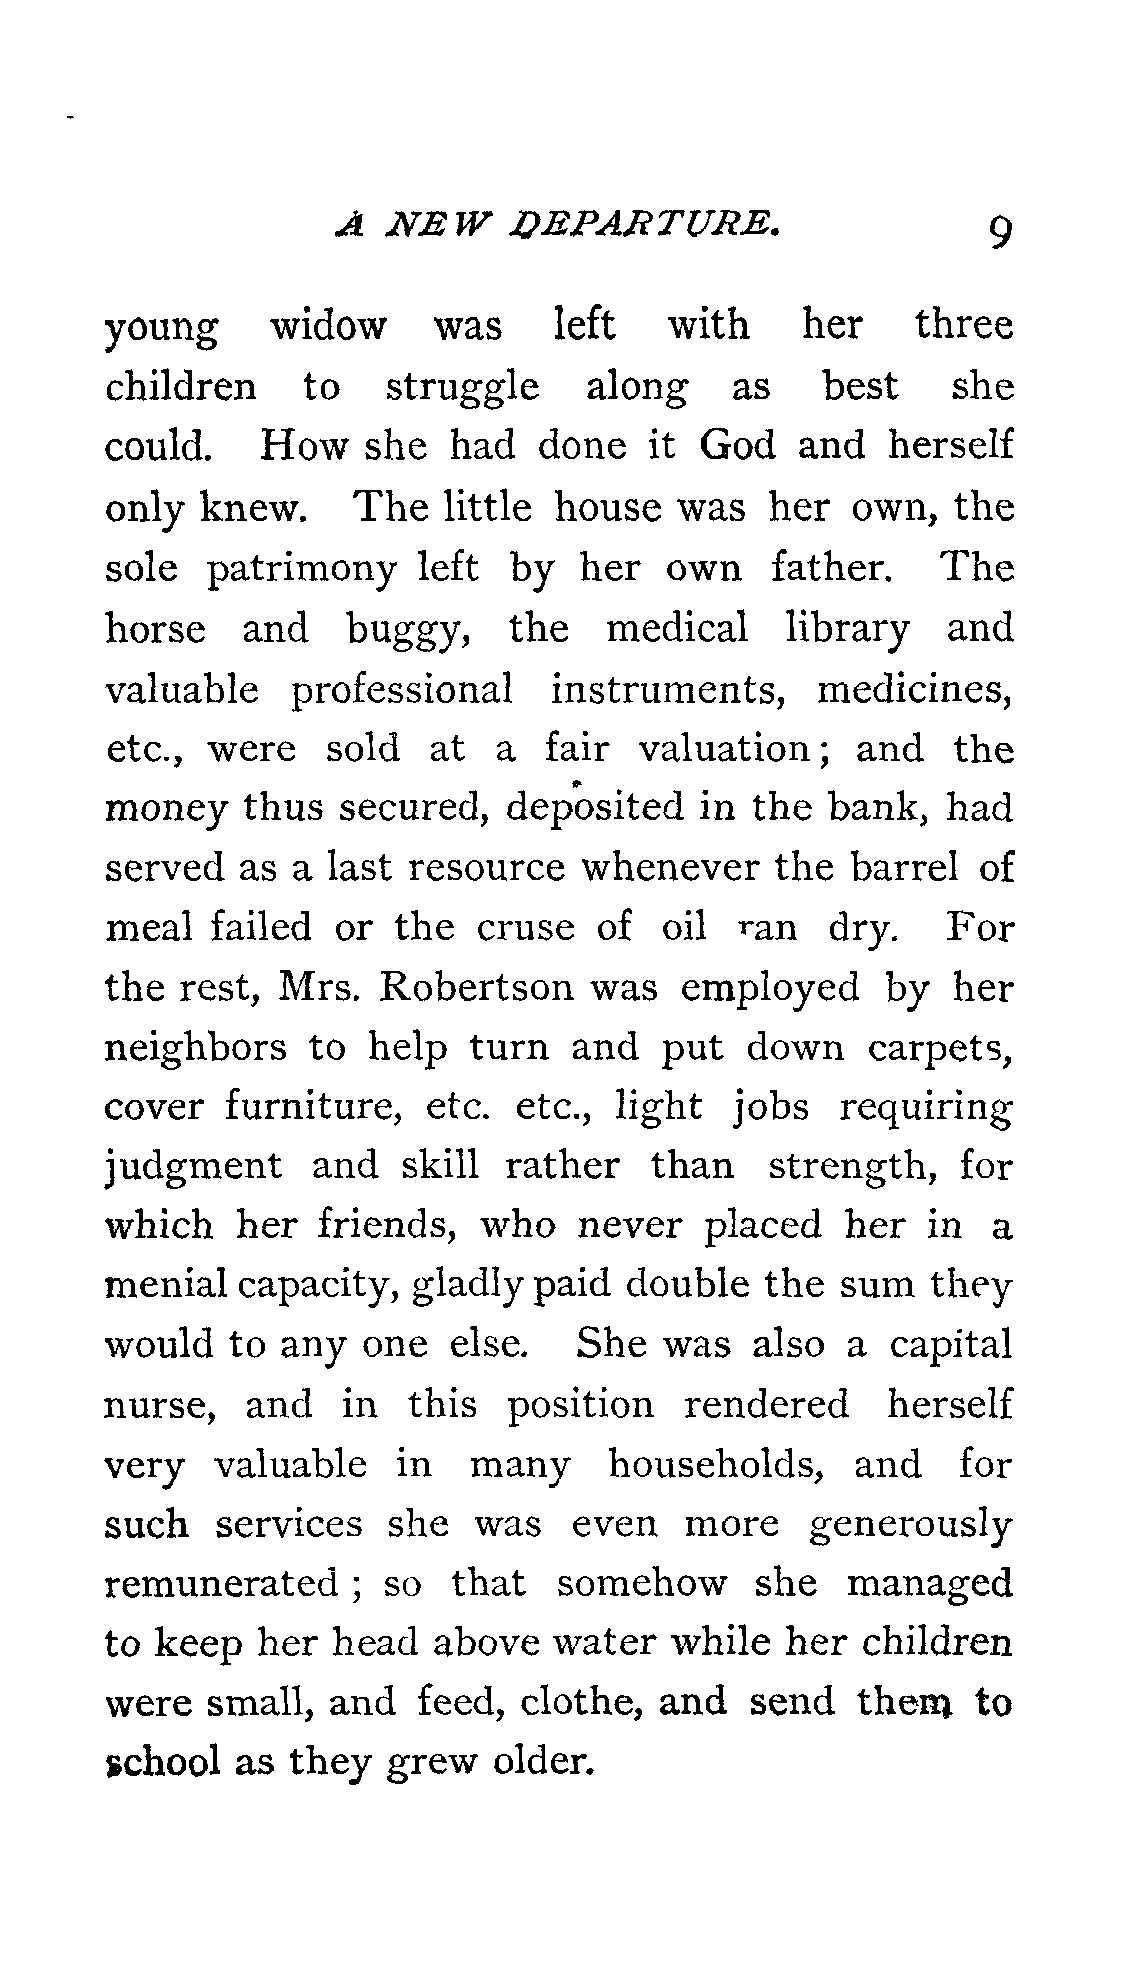 A NEW DEPARTURE. 9
young widow was left with her three
children to struggle along as best she
could. How she had done it God and herself
only knew. The little house was her own, the
sole patrimony left by her own father. The
horse and buggy, the medical library and
valuable professional instruments, medicines,
etc., were sold at a fair valuation ; and the
money thus secured, deposited in the bank, had
served as a last resource whenever the barrel of
meal failed or the cruse of oil ran dry. For
the rest, Mrs. Robertson was employed by her
neighbors to help turn and put down carpets,
cover furniture, etc. etc., light jobs requiring
judgment and skill rather than strength, for
which her friends, who never placed her in a
menial capacity, gladly paid double the sum they
would to any one else. She was also a capital
nurse, and in this position rendered herself
very valuable in many households, and for
such services she was even more generously
remunerated ; so that somehow she managed
to keep her head above water while her children
were small, and feed, clothe, and send them to
school as they grew older.